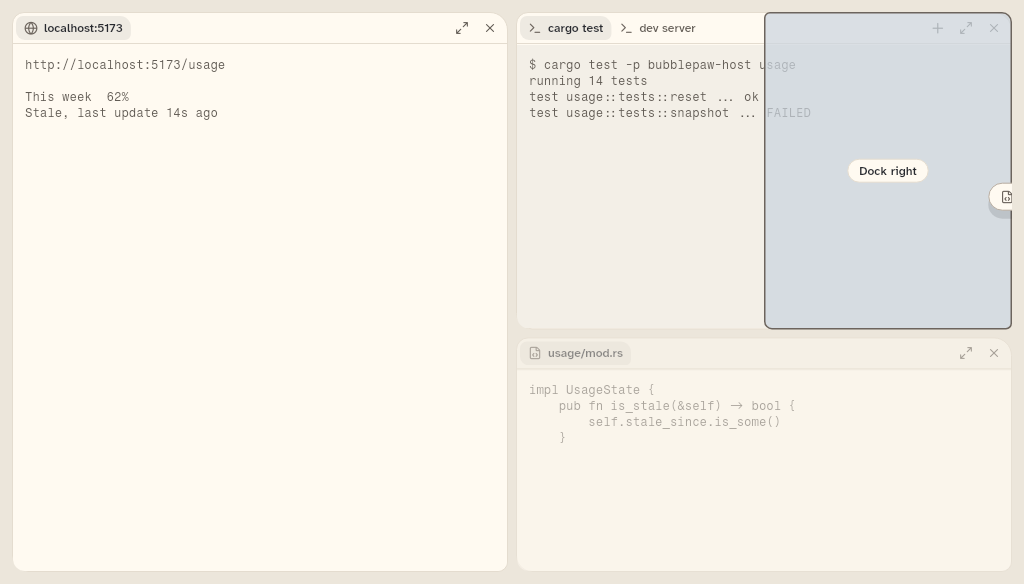 localhost:5173
http://localhost:5173/usage
This week  62%
Stale, last update 14s ago
cargo test
dev server
$ cargo test -p bubblepaw-host usage
running 14 tests
test usage::tests::reset ... ok
test usage::tests::snapshot ... FAILED
Dock right
usage/mod.rs
impl UsageState {
    pub fn is_stale(&self) -> bool {
        self.stale_since.is_some()
    }